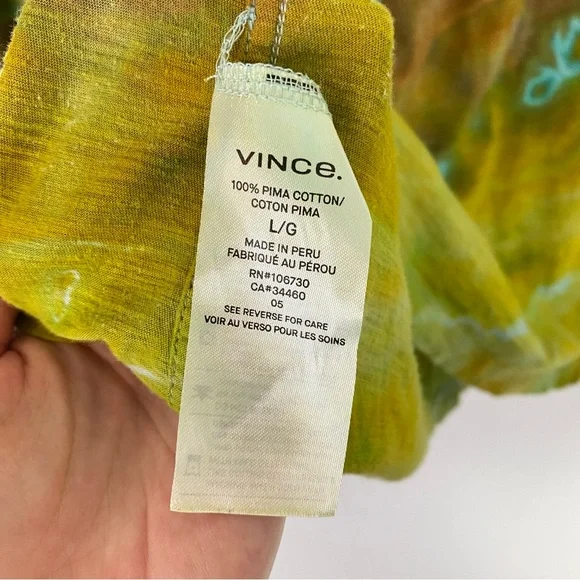 VINCe.
100% PIMA COTTON/
COTON PIMA
L/G
MADE IN PERU
FABRIQUÉ AU PÉROU
RN#106730
CA#34460
05
SEE REVERSE FOR CARE
VOIR AU VERSO POUR LES SOINS